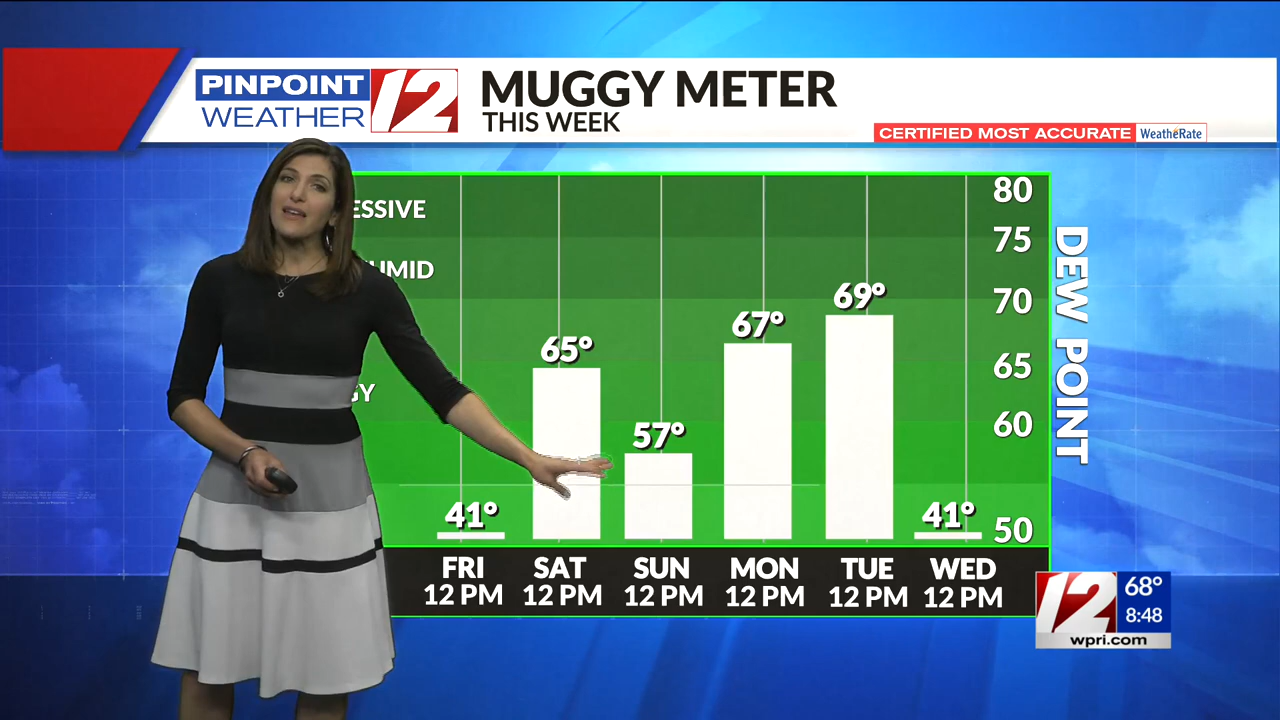 PINPOINT
WEATHER
12
MUGGY METER
THIS WEEK
CERTIFIED MOST ACCURATE WeatheRate
ESSIVE
UMID
GY
80
75
70
65
60
50
DEW POINT
41°
65°
57°
67°
69°
41°
FRI
12 PM
SAT
12 PM
SUN
12 PM
MON
12 PM
TUE
12 PM
WED
12 PM
12
68°
8:48
wpri.com